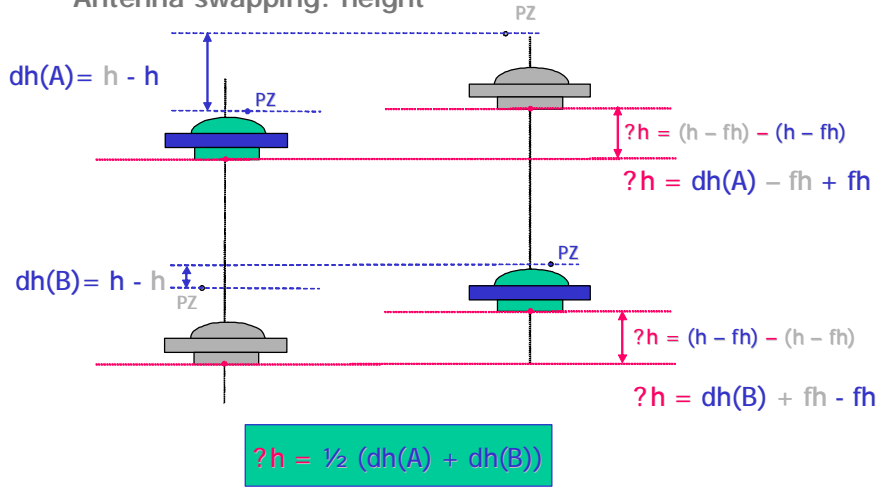 Antenna swapping: height
PZ
dh(A)= h - h
PZ
?h = (h – fh) – (h – fh)
?h = dh(A) – fh + fh
PZ
dh(B)= h - h
PZ
?h = (h – fh) – (h – fh)
?h = dh(B) + fh - fh
?h = ½ (dh(A) + dh(B))